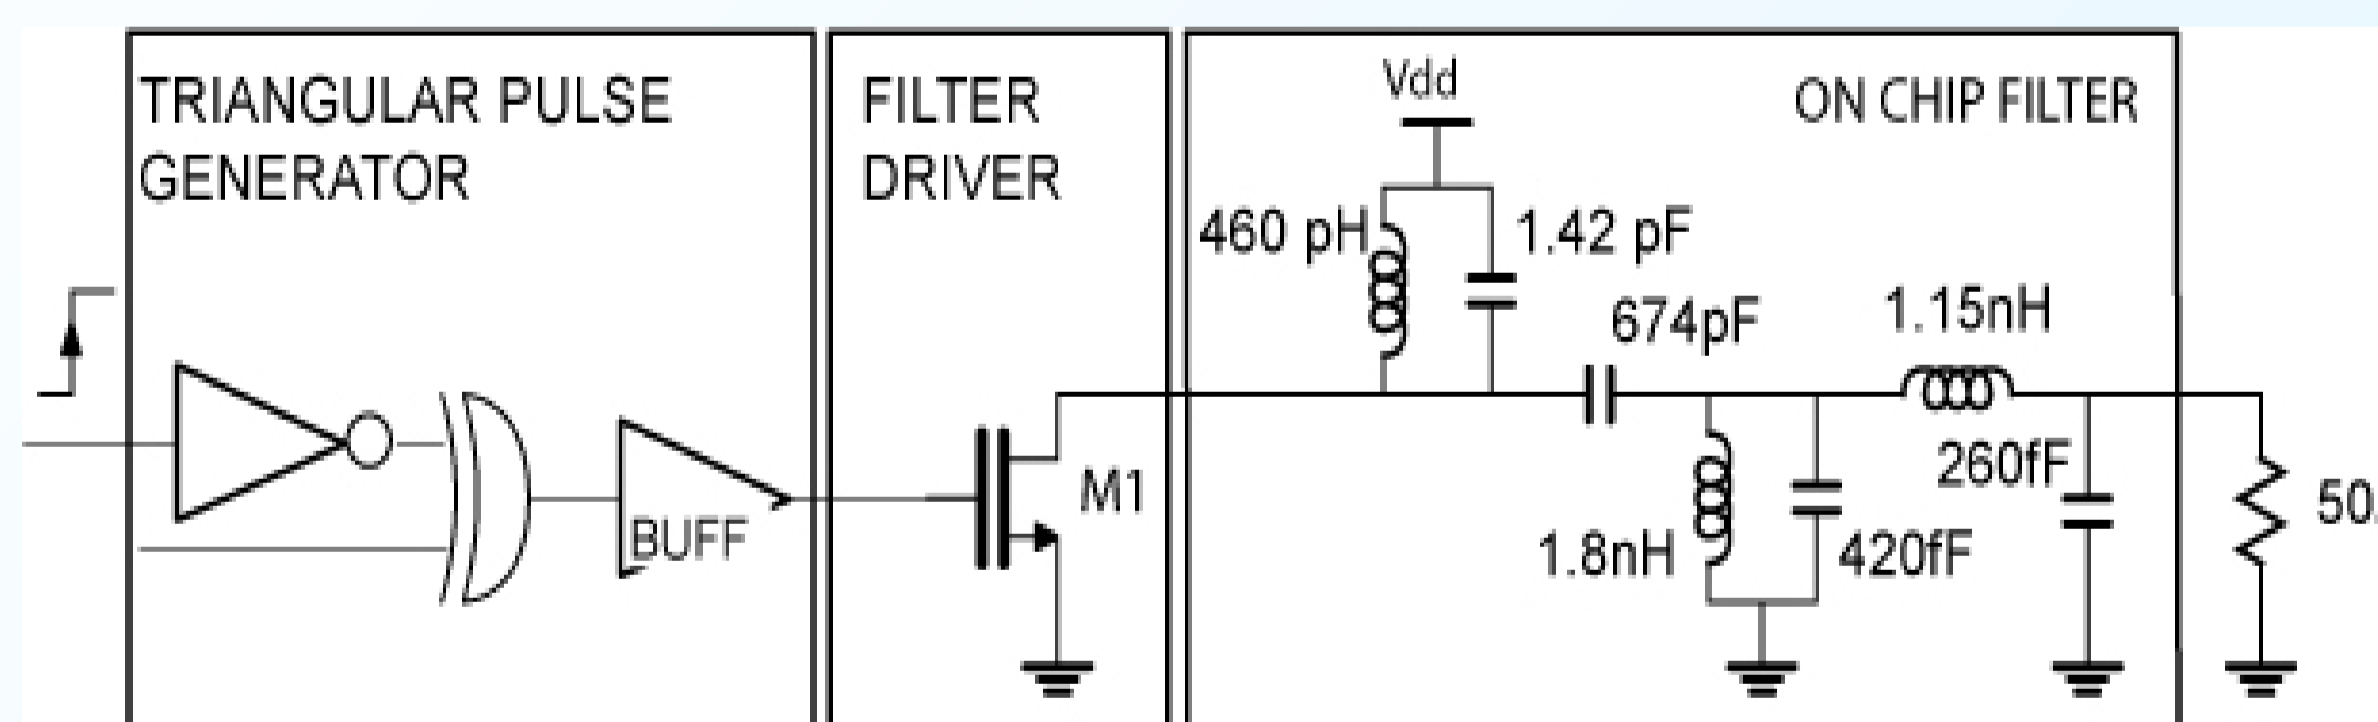 TRIANGULAR PULSE
GENERATOR
BUFF
FILTER
DRIVER
M1
Vdd
ON CHIP FILTER
460 pH
1.42 pF
674pF
1.15nH
260fF
1.8nH
420fF
50